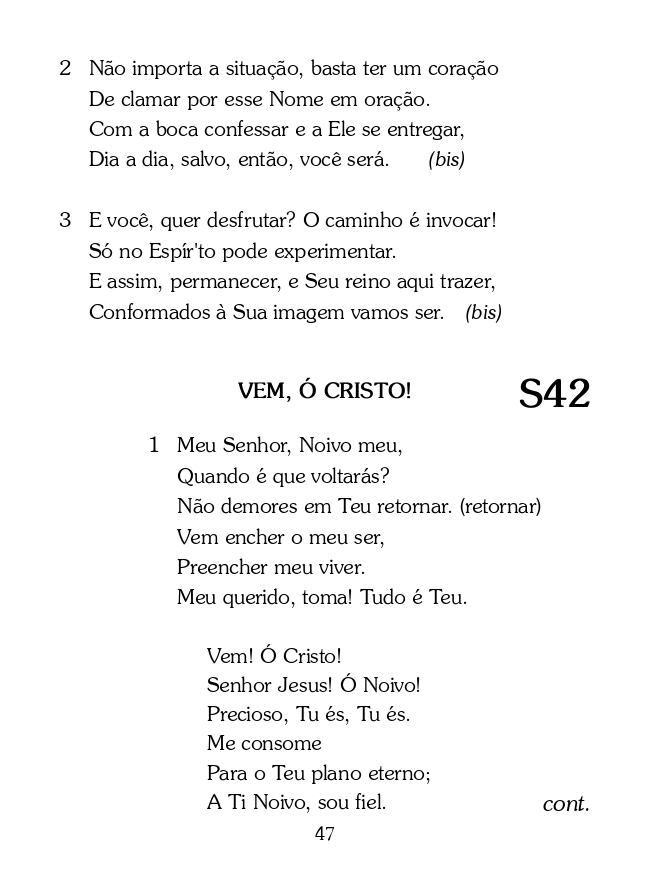 2 Não importa a situação, basta ter um coração
De clamar por esse Nome em oração.
Com a boca confessar e a Ele se entregar,
Dia a dia, salvo, então, você será. (bis)
3 E você, quer desfrutar? O caminho é invocar!
Só no Espír'to pode experimentar.
E assim, permanecer, e Seu reino aqui trazer,
Conformados à Sua imagem vamos ser. (bis)
VEM, Ó CRISTO! S42
1 Meu Senhor, Noivo meu,
Quando é que voltarás?
Não demores em Teu retornar. (retornar)
Vem encher o meu ser,
Preencher meu viver.
Meu querido, toma! Tudo é Teu.
Vem! Ó Cristo!
Senhor Jesus! Ó Noivo!
Precioso, Tu és, Tu és.
Me consome
Para o Teu plano eterno;
A Ti Noivo, sou fiel. cont.
47